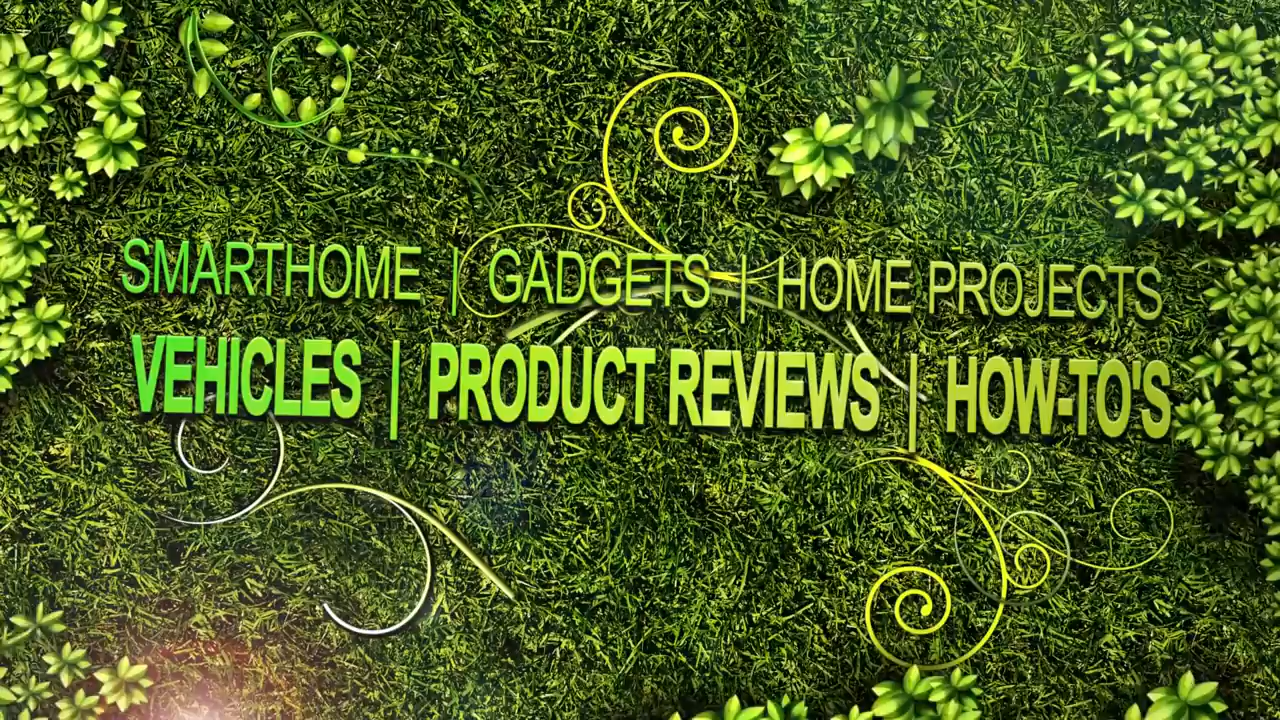 SMARTHOME | GADGETS | HOME PROJECTS
VEHICLES | PRODUCT REVIEWS | HOW-TO'S